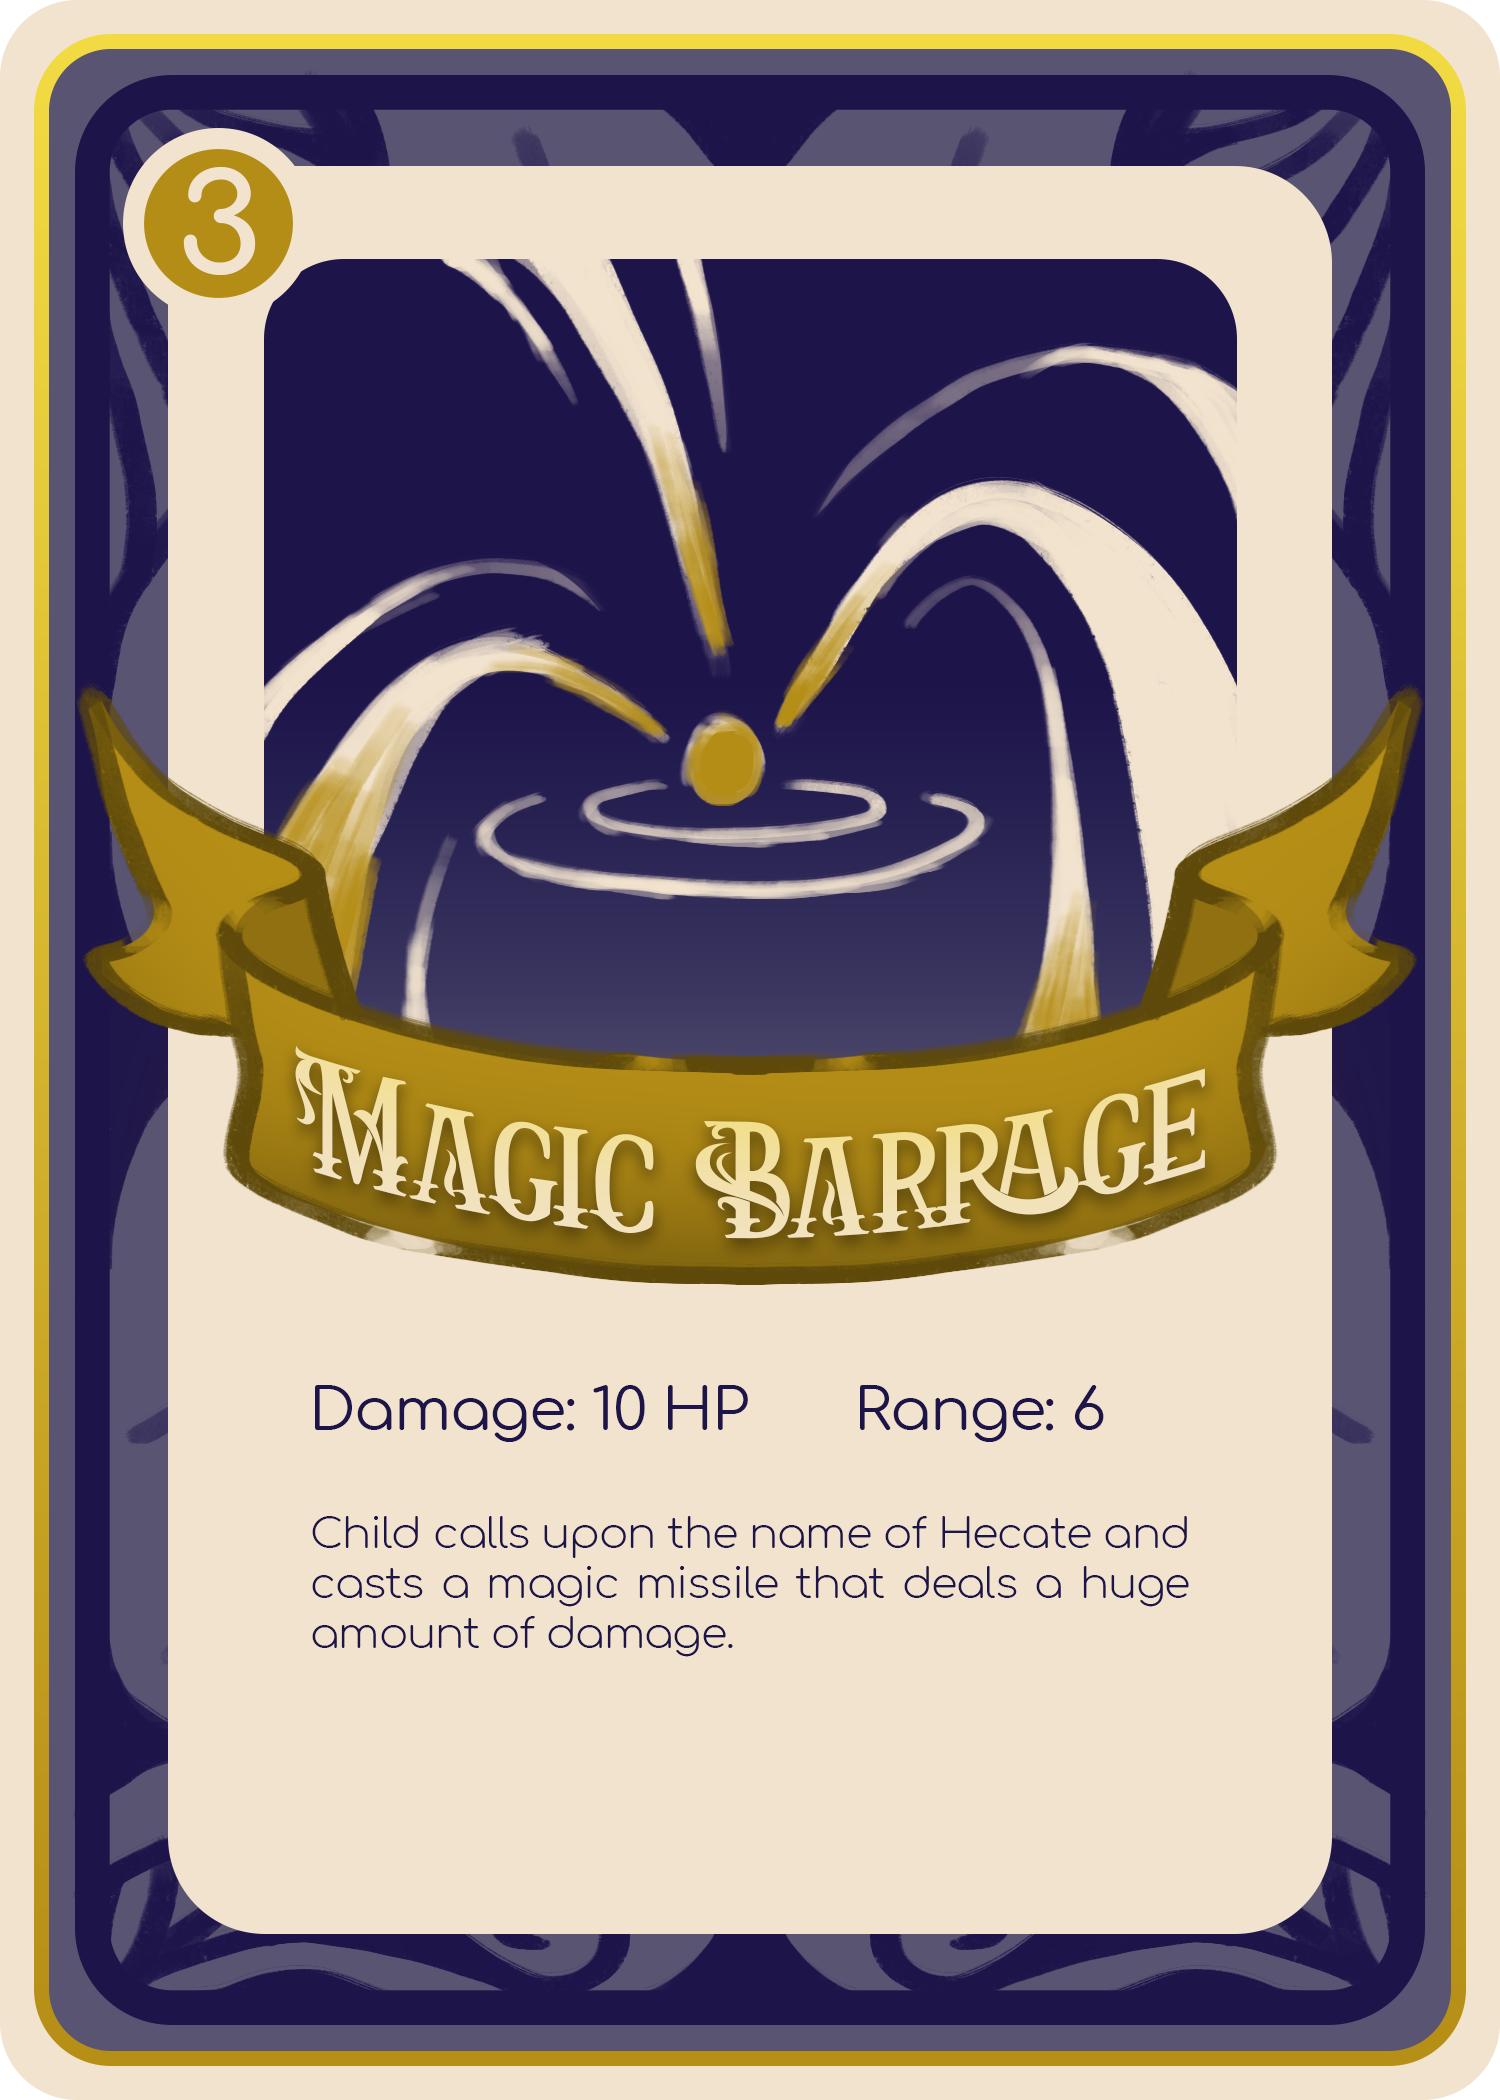 3
MAGIC BARRAGE
Damage: 10 HP Range: 6
Child calls upon the name of Hecate and
casts a magic missile that deals a huge
amount of damage.